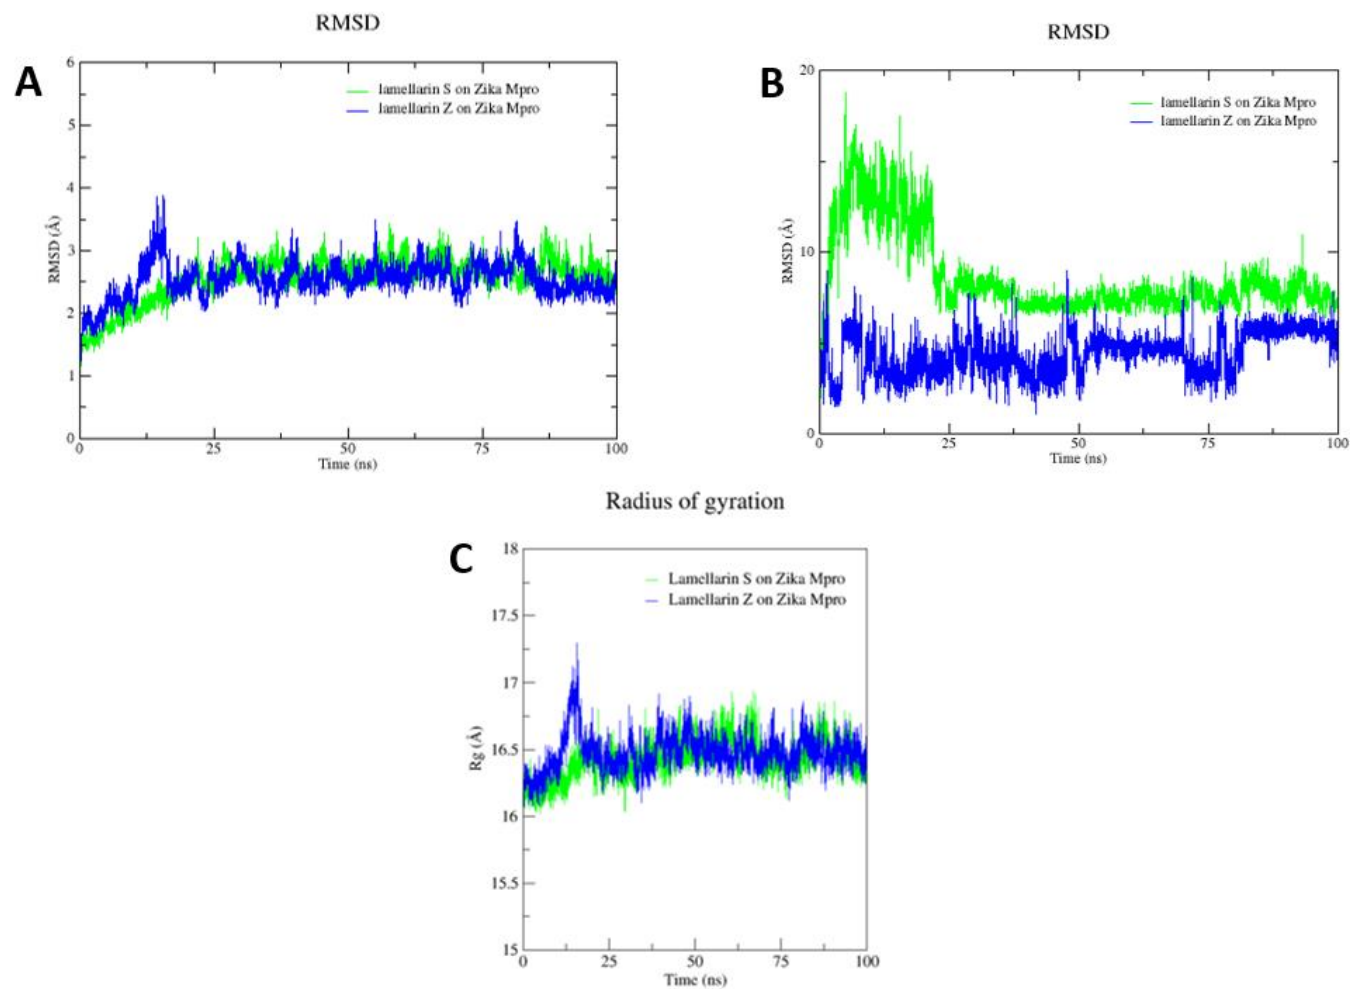 RMSD
A
lamellarin S on Zika Mpro
lamellarin Z on Zika Mpro
6
5
4
3
2
1
0
RMSD (Å)
0
25
50
75
100
Time (ns)
RMSD
B
lamellarin S on Zika Mpro
lamellarin Z on Zika Mpro
20
10
0
RMSD (Å)
0
25
50
75
100
Time (ns)
Radius of gyration
C
Lamellarin S on Zika Mpro
Lamellarin Z on Zika Mpro
18
17.5
17
16.5
16
15.5
15
Rg (Å)
0
25
50
75
100
Time (ns)